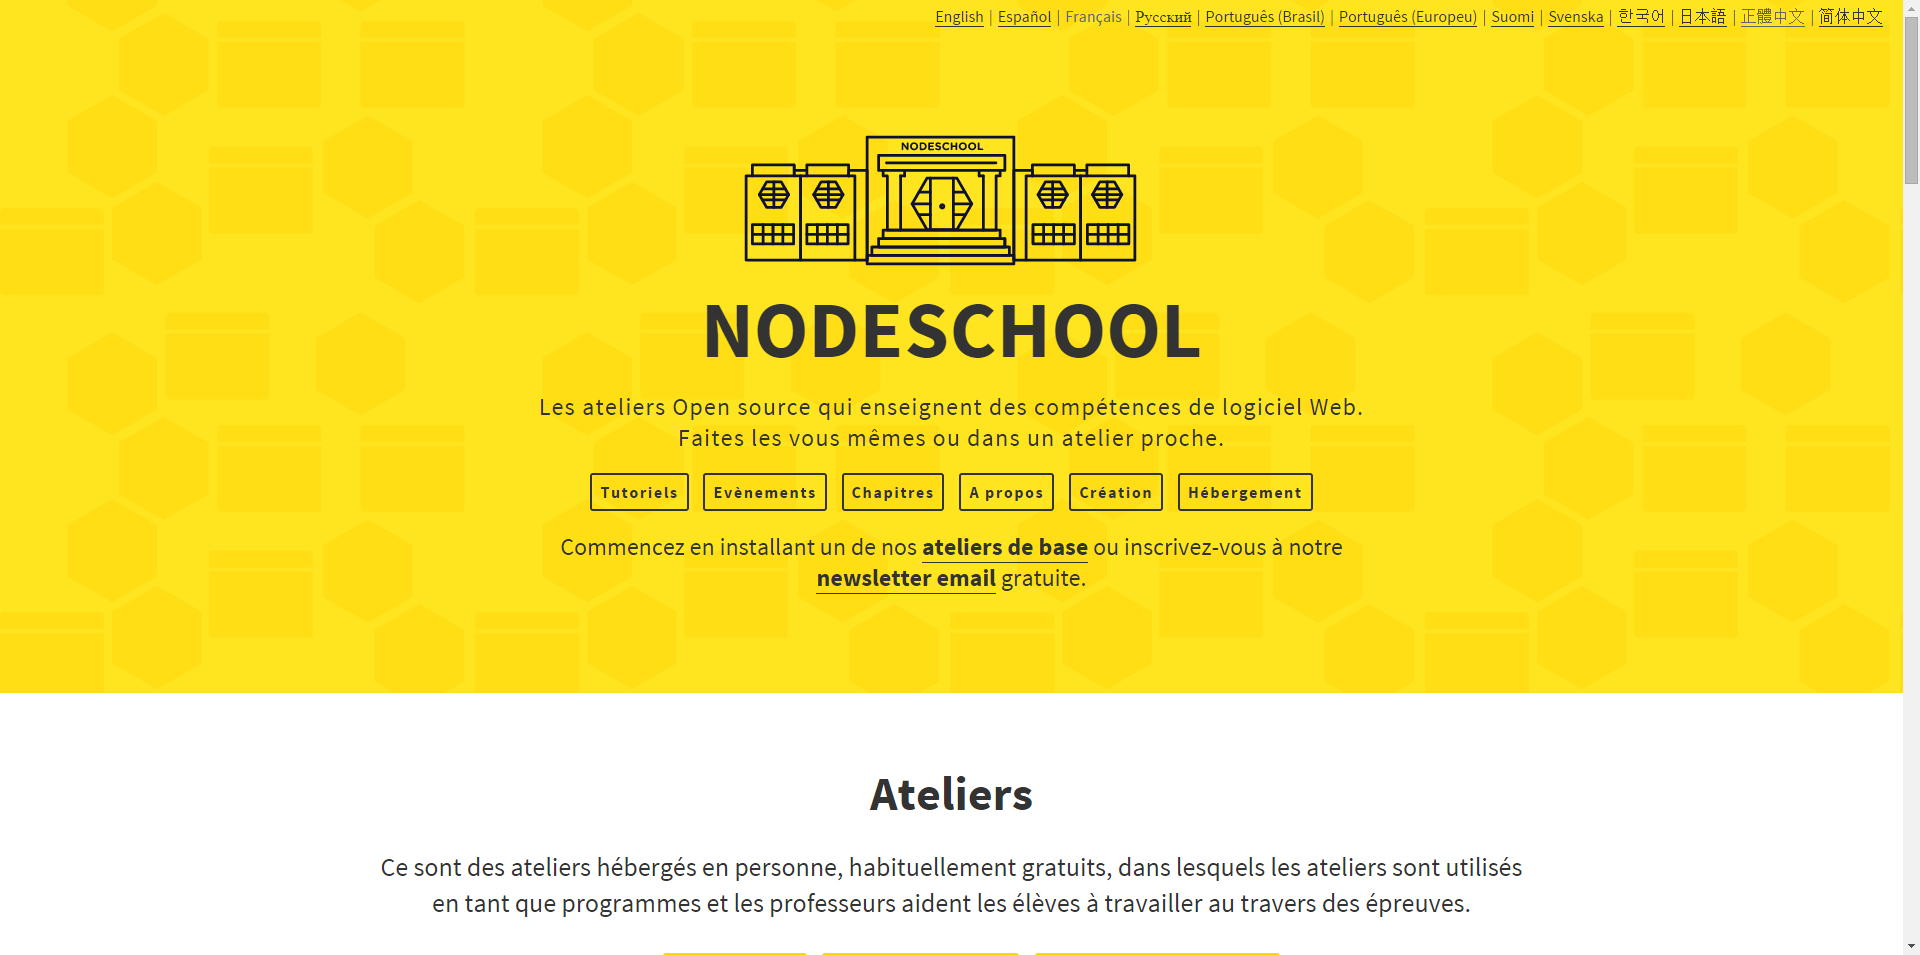 English | Español | Français | Русский | Português (Brasil) | Português (Europeu) | Suomi | Svenska | 한국어 | 日本語 | 正體中文 | 简体中文
NODESCHOOL
NODESCHOOL
Les ateliers Open source qui enseignent des compétences de logiciel Web.
Faites les vous mêmes ou dans un atelier proche.
Tutoriels Evènements Chapitres A propos Création Hébergement
Commencez en installant un de nos ateliers de base ou inscrivez-vous à notre
newsletter email gratuite.
Ateliers
Ce sont des ateliers hébergés en personne, habituellement gratuits, dans lesquels les ateliers sont utilisés
en tant que programmes et les professeurs aident les élèves à travailler au travers des épreuves.